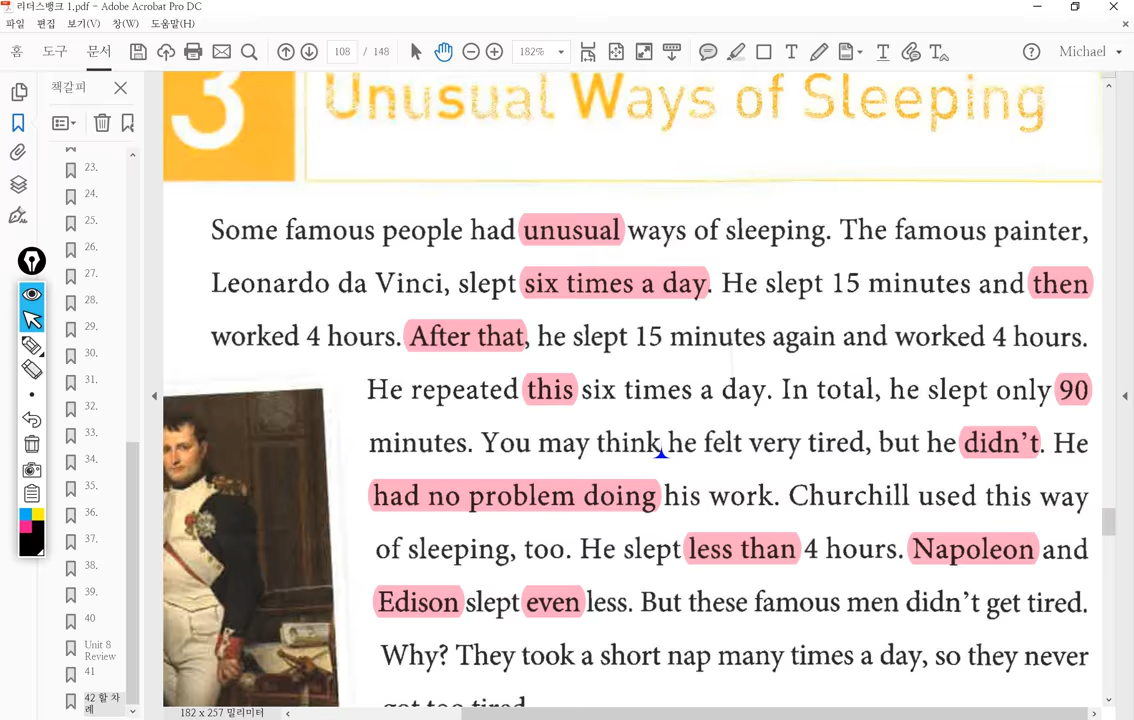 리더스뱅크 1.pdf - Adobe Acrobat Pro DC
파일 편집 보기(V) 창(W) 도움말(H)
홈 도구 문서 108 / 148 182% Michael
책갈피
23.
24.
25.
26.
27.
28.
29.
30.
31.
32.
33.
34.
35.
36.
37.
38.
39.
40
Unit 8
Review
41
42 할 차
례
3 Unusual Ways of Sleeping
Some famous people had unusual ways of sleeping. The famous painter,
Leonardo da Vinci, slept six times a day. He slept 15 minutes and then
worked 4 hours. After that, he slept 15 minutes again and worked 4 hours.
He repeated this six times a day. In total, he slept only 90
minutes. You may think he felt very tired, but he didn't. He
had no problem doing his work. Churchill used this way
of sleeping, too. He slept less than 4 hours. Napoleon and
Edison slept even less. But these famous men didn't get tired.
Why? They took a short nap many times a day, so they never
got too tired.
182 x 257 밀리미터